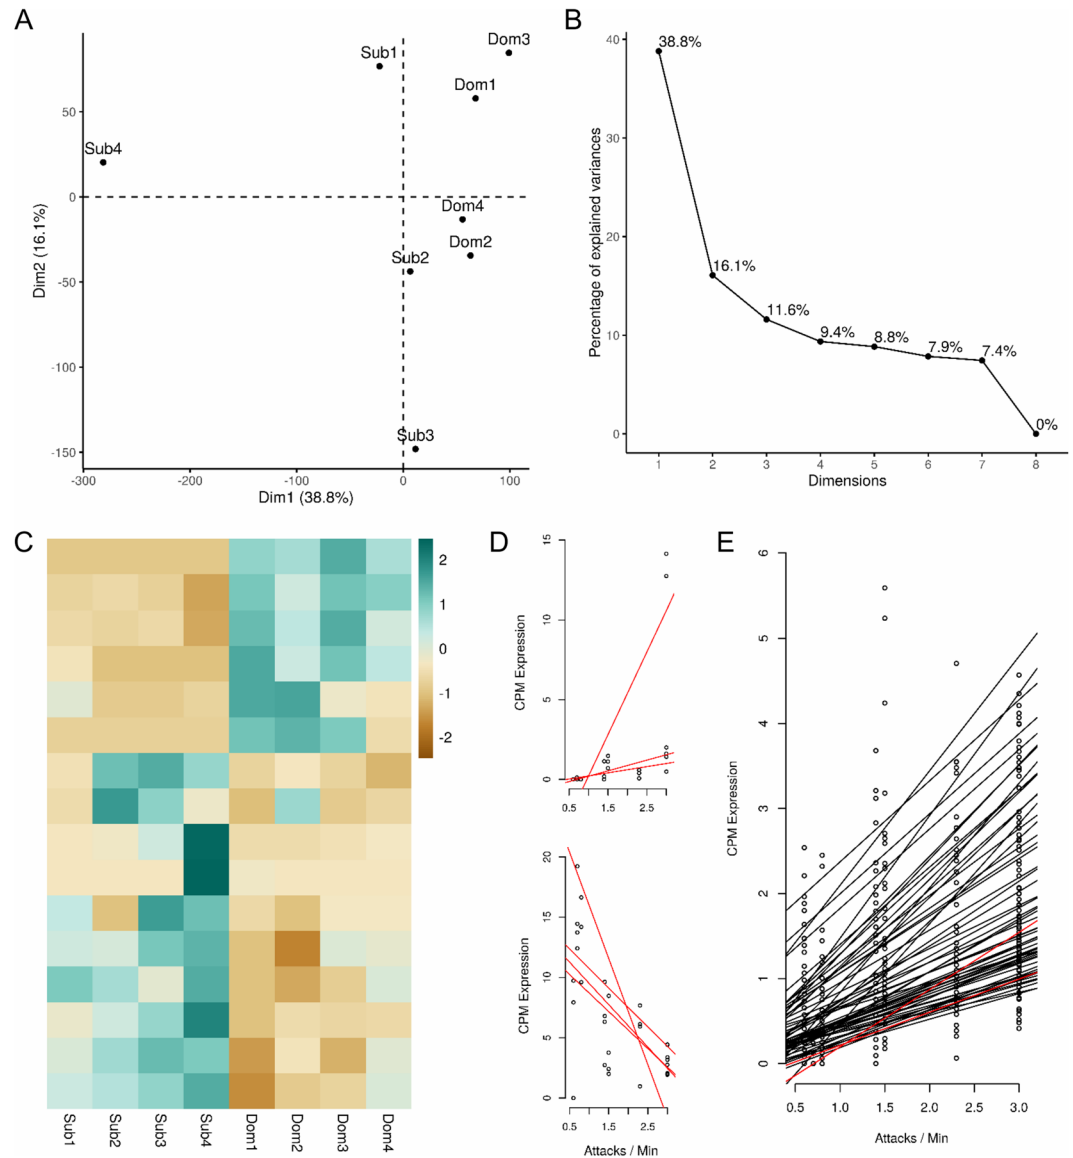 A
Sub1
Dom3
Dom1
Sub4
Dom4
Dom2
Sub2
Sub3
50
0
-50
-100
-150
-300
-200
-100
0
100
Dim2 (16.1%)
Dim1 (38.8%)
B
38.8%
16.1%
11.6%
9.4%
8.8%
7.9%
7.4%
0%
40
30
20
10
0
1
2
3
4
5
6
7
8
Percentage of explained variances
Dimensions
C
2
1
0
-1
-2
Sub1
Sub2
Sub3
Sub4
Dom1
Dom2
Dom3
Dom4
D
15
10
5
0
CPM Expression
0.5
1.5
2.5
20
15
10
5
0
CPM Expression
0.5
1.5
2.5
Attacks / Min
E
6
5
4
3
2
1
0
CPM Expression
0.5
1.0
1.5
2.0
2.5
3.0
Attacks / Min